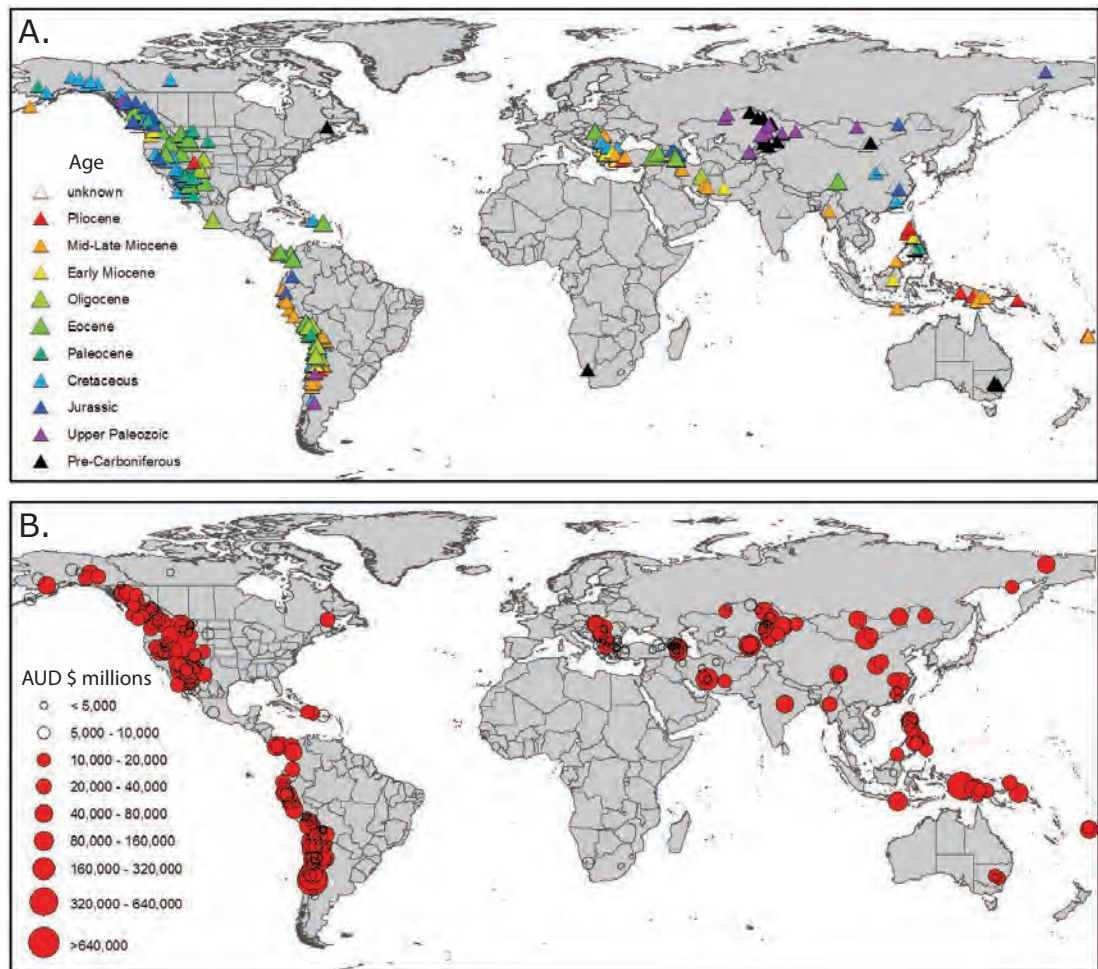 A.
Age
unknown
Pliocene
Mid-Late Miocene
Early Miocene
Oligocene
Eocene
Paleocene
Cretaceous
Jurassic
Upper Paleozoic
Pre-Carboniferous
B.
AUD $ millions
< 5,000
5,000 - 10,000
10,000 - 20,000
20,000 - 40,000
40,000 - 80,000
80,000 - 160,000
160,000 - 320,000
320,000 - 640,000
>640,000